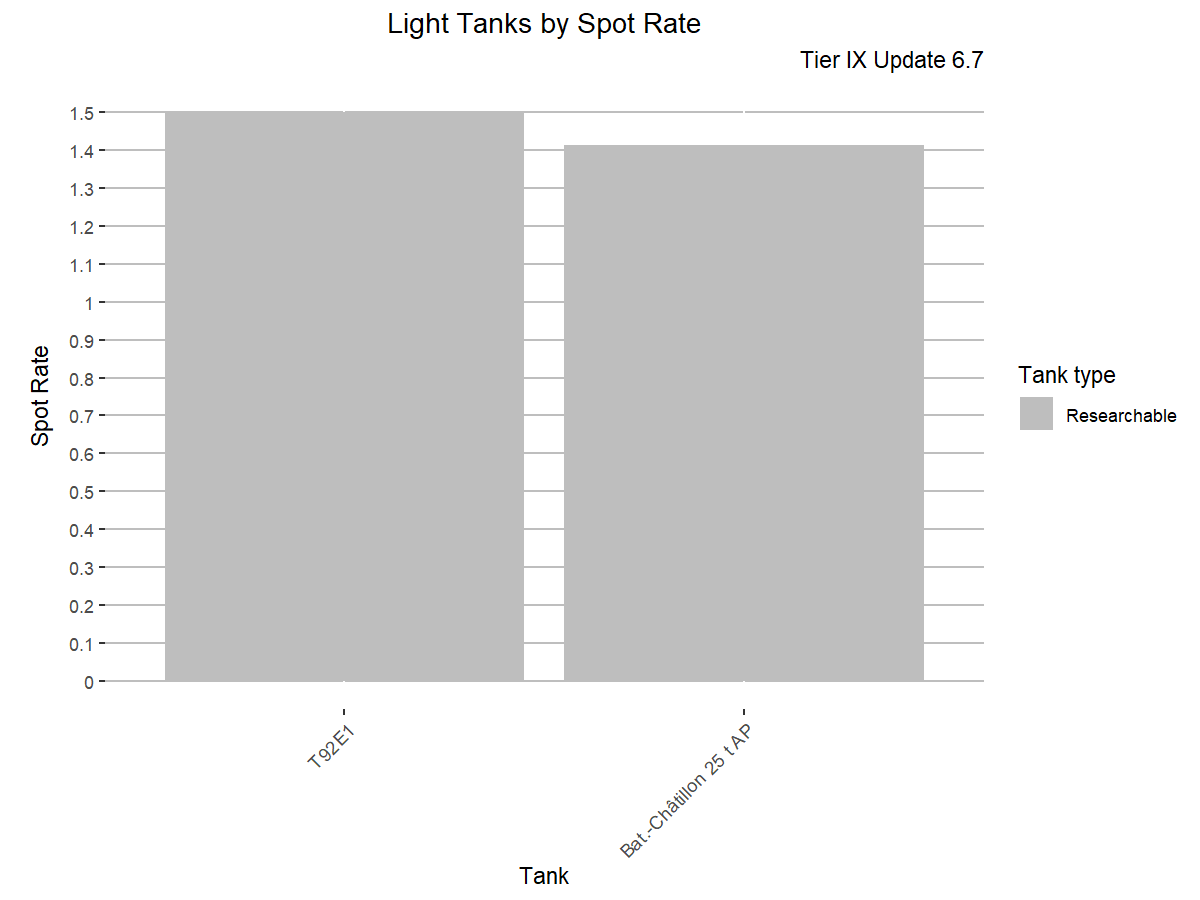 Light Tanks by Spot Rate
Tier IX Update 6.7
Spot Rate
1.5
1.4
1.3
1.2
1.1
1
0.9
0.8
0.7
0.6
0.5
0.4
0.3
0.2
0.1
0
T92E1
Bat.-Châtillon 25 t AP
Tank
Tank type
Researchable